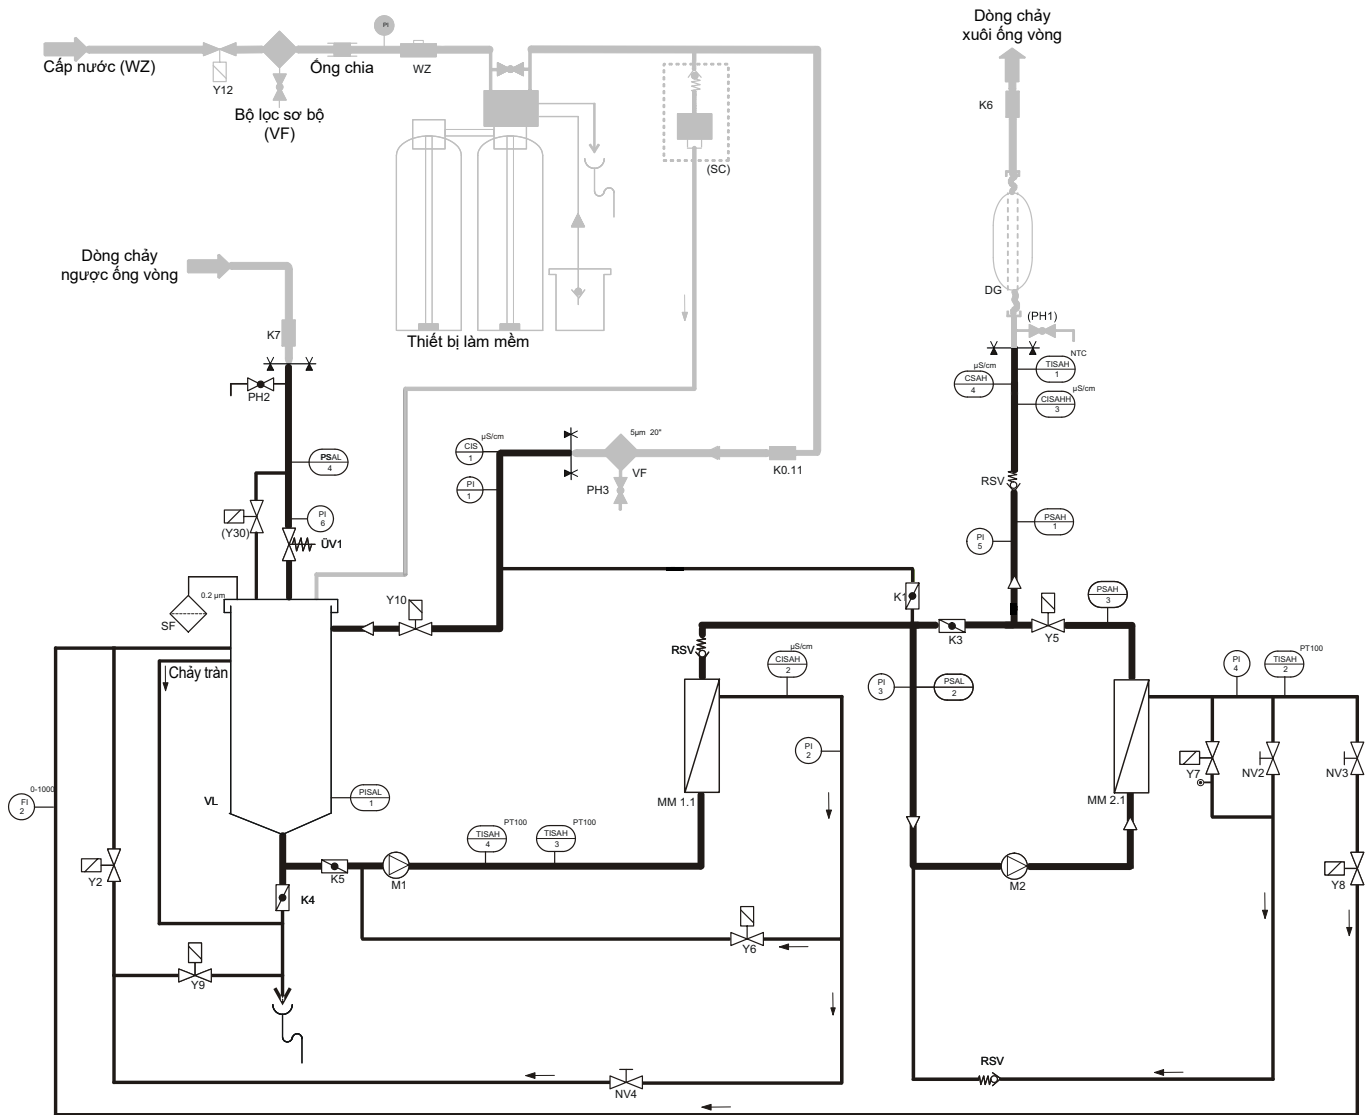 Dòng chảy
xuôi ống vòng
PI
Cấp nước (WZ)
Y12
Ống chia
WZ
K6
Bộ lọc sơ bộ
(VF)
(SC)
Dòng chảy
ngược ống vòng
DG
(PH1)
K7
Thiết bị làm mềm
NTC
TISAH
1
µS/cm
CSAH
4
µS/cm
CISAHH
3
PH2
µS/cm
CIS
1
5µm 20"
VF
K0.11
PSAL
4
RSV
PI
1
PH3
PI
6
PSAH
1
(Y30)
ÜV1
PI
5
0.2 µm
SF
Y10
K1
PSAH
3
K3
Y5
RSV
µS/cm
CISAH
2
Chảy tràn
PI
3
PSAL
2
PI
4
TISAH
2
PT100
PI
2
Y7
NV2
NV3
0-1000
FI
2
VL
PISAL
1
MM 1.1
MM 2.1
TISAH
4
PT100
TISAH
3
PT100
Y2
K5
M1
M2
Y8
K4
Y6
Y9
RSV
NV4